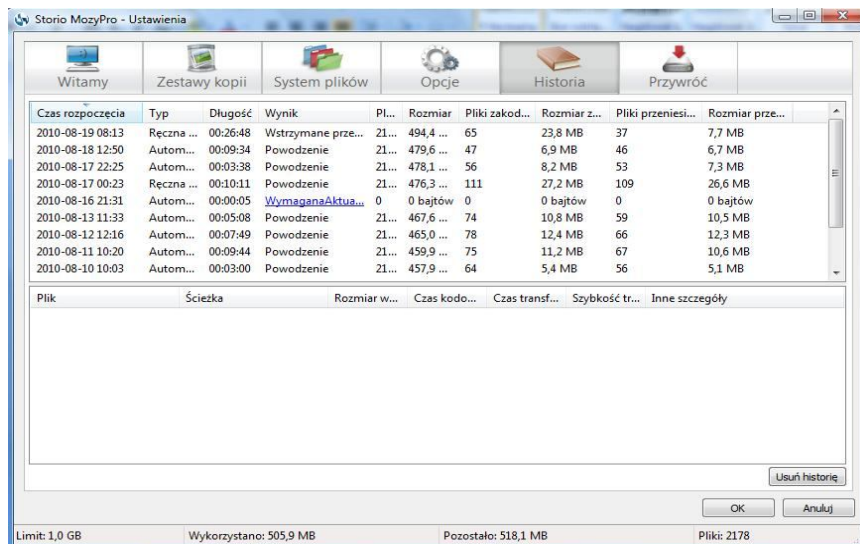 Storio MozyPro - Ustawienia
Witamy Zestawy kopii System plików Opcje Historia Przywróć
Czas rozpoczęcia Typ Długość Wynik Pl... Rozmiar Pliki zakod... Rozmiar z... Pliki przeniesi... Rozmiar prze...
2010-08-19 08:13 Ręczna ... 00:26:48 Wstrzymane prze... 21... 494,4 ... 65 23,8 MB 37 7,7 MB
2010-08-18 12:50 Autom... 00:09:34 Powodzenie 21... 479,6 ... 47 6,9 MB 46 6,7 MB
2010-08-17 22:25 Autom... 00:03:38 Powodzenie 21... 478,1 ... 56 8,2 MB 53 7,3 MB
2010-08-17 00:23 Ręczna ... 00:10:11 Powodzenie 21... 476,3 ... 111 27,2 MB 109 26,6 MB
2010-08-16 21:31 Autom... 00:00:05 WymaganaAktua... 0 0 bajtów 0 0 bajtów 0 0 bajtów
2010-08-13 11:33 Autom... 00:05:08 Powodzenie 21... 467,6 ... 74 10,8 MB 59 10,5 MB
2010-08-12 12:16 Autom... 00:07:49 Powodzenie 21... 465,0 ... 78 12,4 MB 66 12,3 MB
2010-08-11 10:20 Autom... 00:09:44 Powodzenie 21... 459,9 ... 75 11,2 MB 67 10,6 MB
2010-08-10 10:03 Autom... 00:03:00 Powodzenie 21... 457,9 ... 64 5,4 MB 56 5,1 MB
Plik Ścieżka Rozmiar w... Czas kodo... Czas transf... Szybkość tr... Inne szczegóły
Usuń historię
OK Anuluj
Limit: 1,0 GB Wykorzystano: 505,9 MB Pozostało: 518,1 MB Pliki: 2178